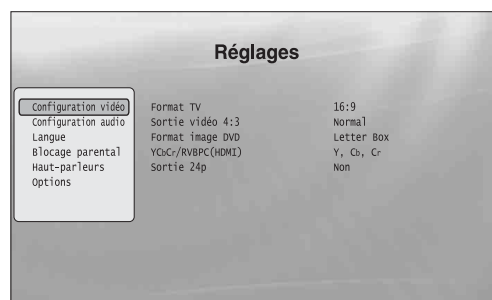 Réglages
Configuration vidéo Format TV 16:9
Configuration audio Sortie vidéo 4:3 Normal
Langue Format image DVD Letter Box
Blocage parental YCbCr/RVBPC(HDMI) Y, Cb, Cr
Haut-parleurs Sortie 24p Non
Options